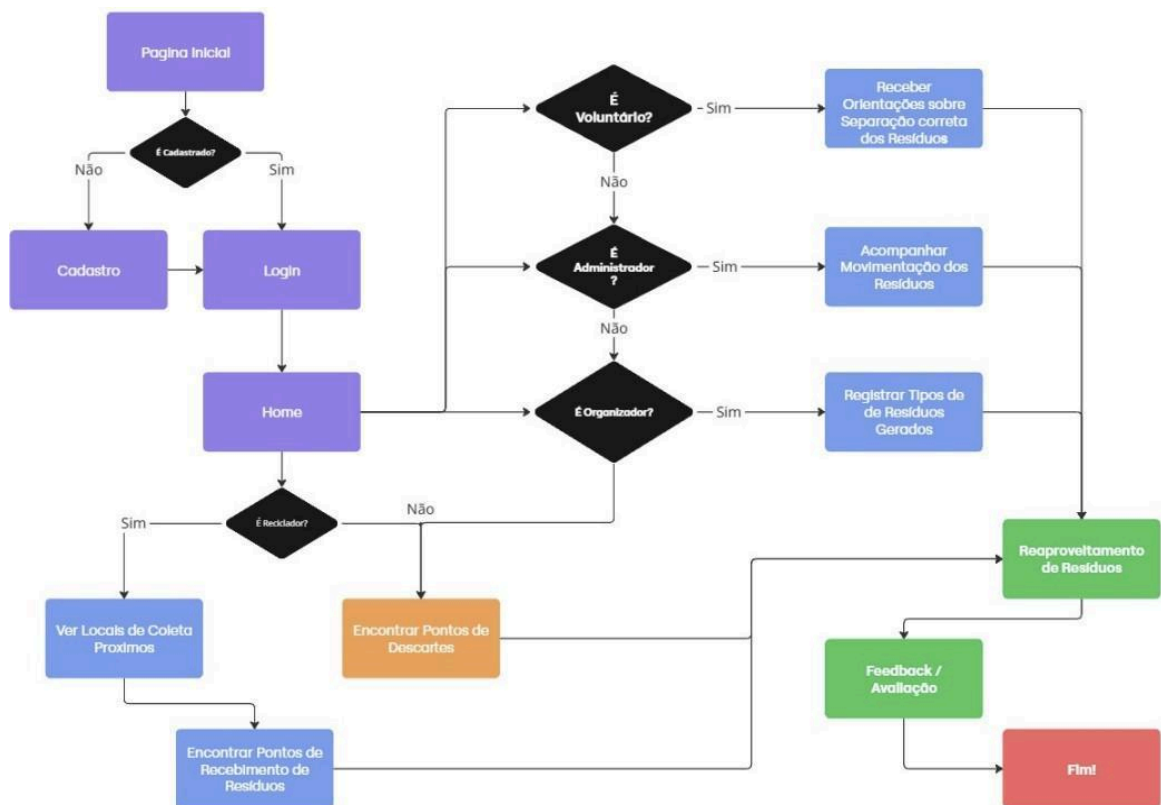 Pagina Inicial
É Cadastrado?
Não
Sim
Cadastro
Login
Home
É Reciclador?
Sim
Não
Ver Locais de Coleta
Proximos
Encontrar Pontos de
Recebimento de
Resíduos
Encontrar Pontos de
Descartes
É
Voluntário?
Sim
Não
Receber
Orientações sobre
Separação correta
dos Resíduos
É
Administrador
?
Sim
Não
Acompanhar
Movimentação dos
Resíduos
É Organizador?
Sim
Registrar Tipos de
de Resíduos
Gerados
Reaproveitamento
de Resíduos
Feedback /
Avaliação
Fim!